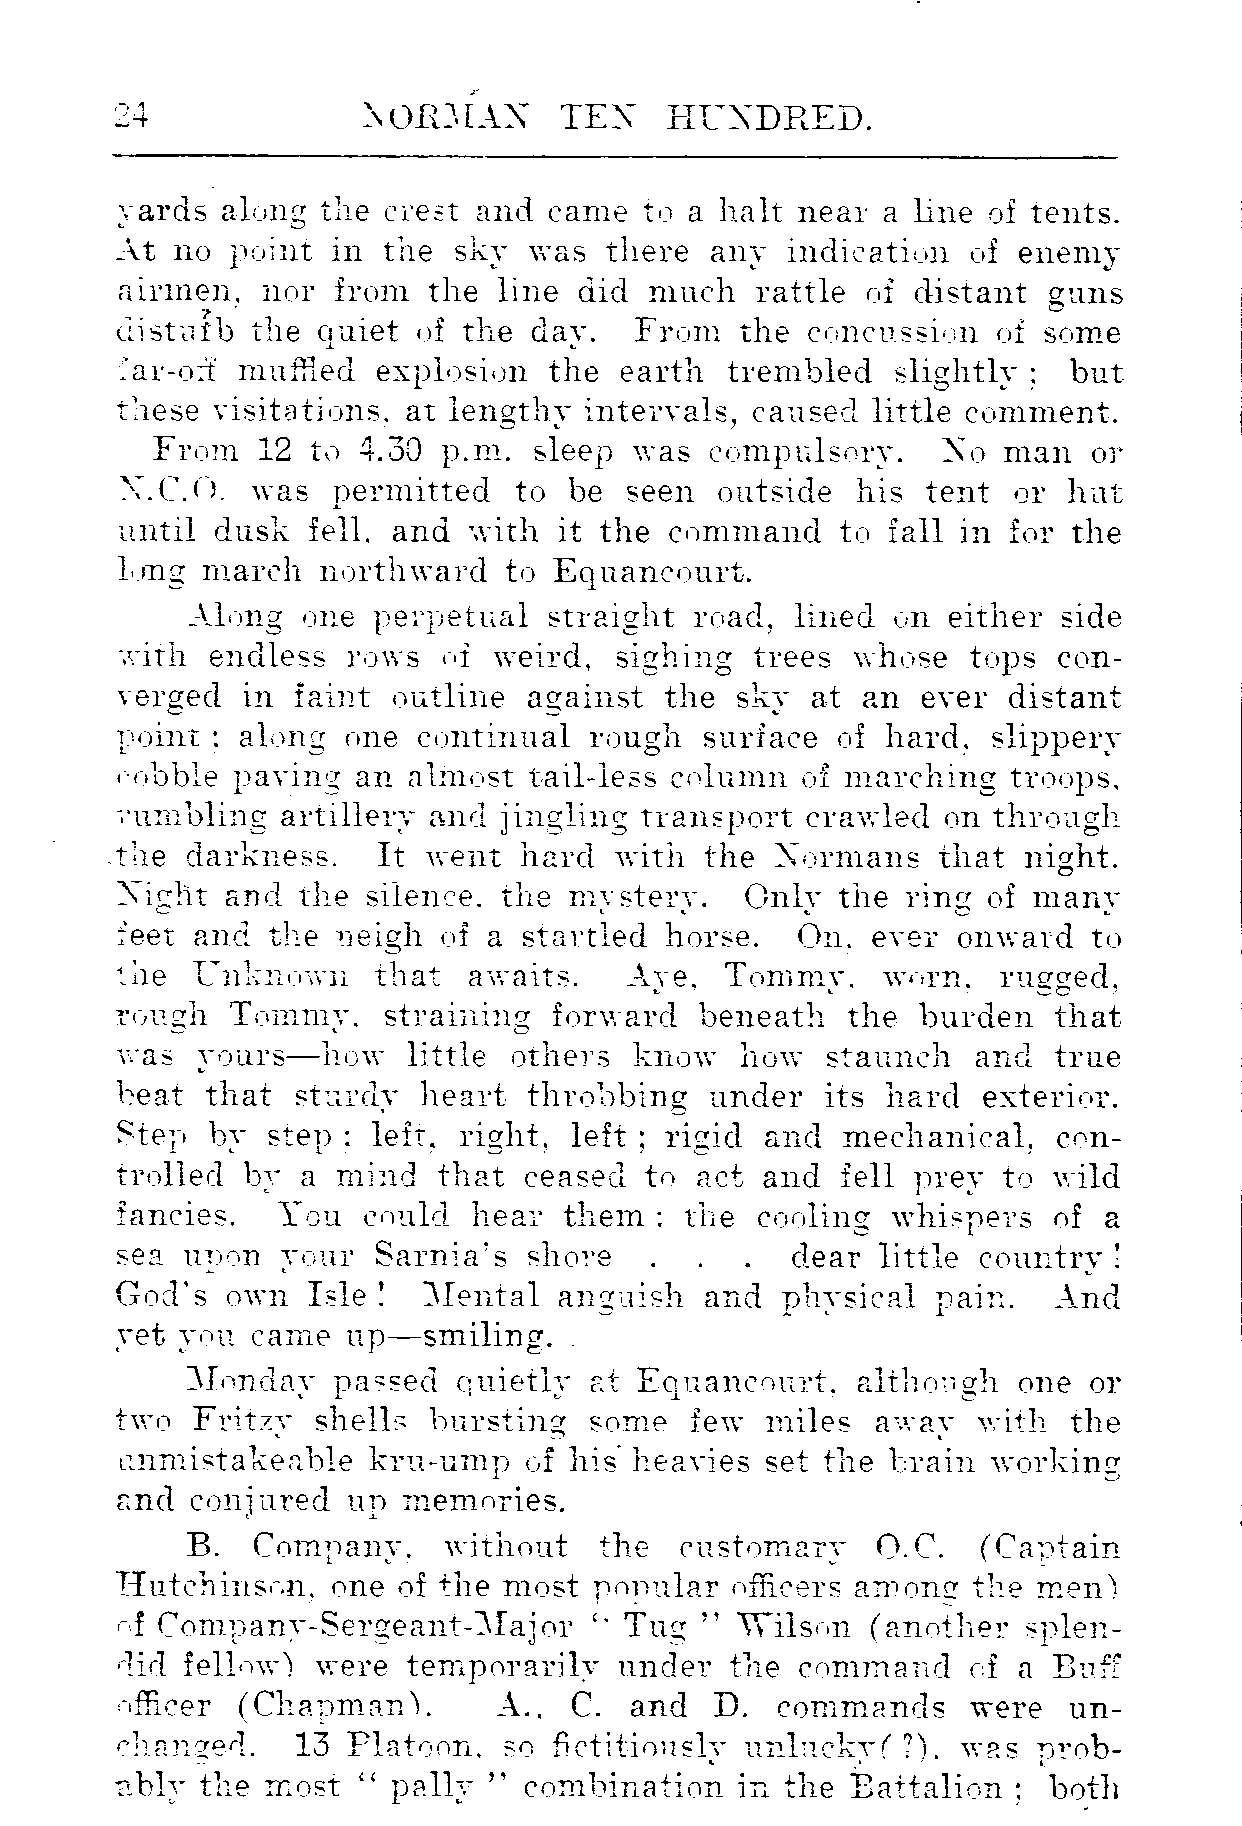 24 NORMAN TEN HUNDRED.
yards along the crest and came to a halt near a line of tents.
At no point in the sky was there any indication of enemy
airmen, nor from the line did much rattle of distant guns
disturb the quiet of the day. From the concussion of some
far-off muffled explosion the earth trembled slightly; but
these visitations, at lengthy intervals, caused little comment.
From 12 to 4.30 p.m. sleep was compulsory. No man or
N.C.O. was permitted to be seen outside his tent or hut
until dusk fell, and with it the command to fall in for the
long march northward to Equancourt.
Along one perpetual straight road, lined on either side
with endless rows of weird, sighing trees whose tops con-
verged in faint outline against the sky at an ever distant
point: along one continual rough surface of hard, slippery
cobble paving an almost tail-less column of marching troops,
rumbling artillery and jingling transport crawled on through
the darkness. It went hard with the Normans that night.
Night and the silence, the mystery. Only the ring of many
feet and the neigh of a startled horse. On, ever onward to
the Unknown that awaits. Aye, Tommy, worn, rugged,
rough Tommy, straining forward beneath the burden that
was yours—how little others know how staunch and true
beat that sturdy heart throbbing under its hard exterior.
Step by step: left, right, left; rigid and mechanical, con-
trolled by a mind that ceased to act and fell prey to wild
fancies. You could hear them: the cooling whispers of a
sea upon your Sarnia's shore . . . dear little country!
God's own Isle! Mental anguish and physical pain. And
yet you came up—smiling.
Monday passed quietly at Equancourt, although one or
two Fritzy shells bursting some few miles away with the
unmistakeable kru-ump of his heavies set the brain working
and conjured up memories.
B. Company, without the customary O.C. (Captain
Hutchinson, one of the most popular officers among the men)
of Company-Sergeant-Major “ Tug ” Wilson (another splen-
did fellow) were temporarily under the command of a Buff
officer (Chapman). A., C. and D. commands were un-
changed. 13 Platoon, so fictitiously unlucky(?), was prob-
ably the most “ pally ” combination in the Battalion; both